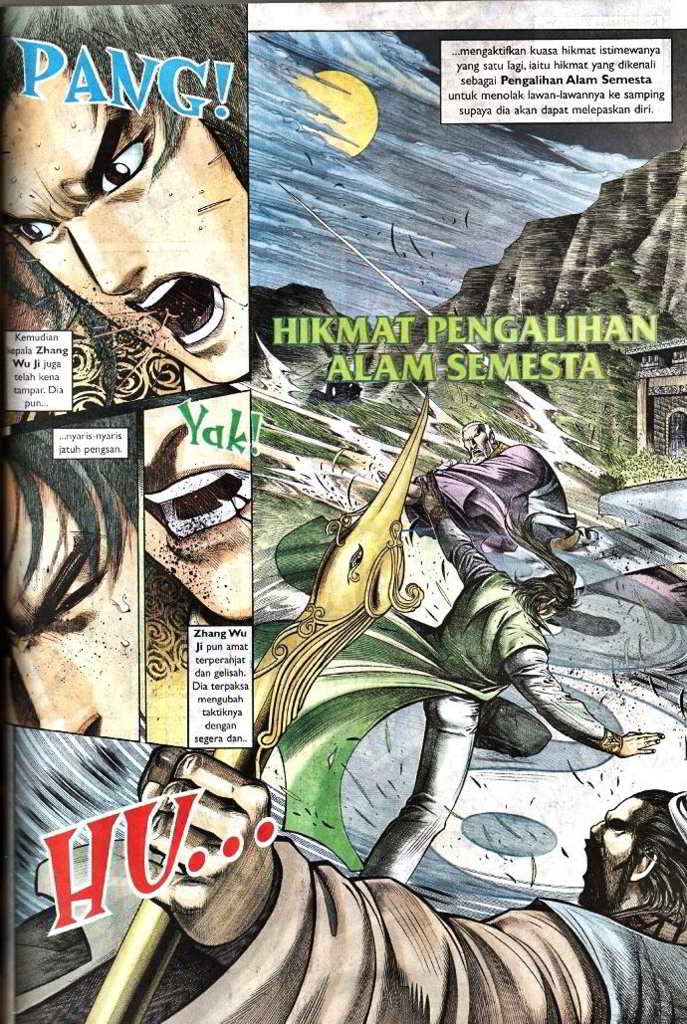 PANG!
Kemudian
kepala Zhang
Wu Ji juga
telah kena
tampar. Dia
pun...
...nyaris-nyaris
jatuh pengsan.
Yak!
Zhang Wu
Ji pun amat
terperanjat
dan gelisah.
Dia terpaksa
mengubah
taktiknya
dengan
segera dan..
...mengaktifkan kuasa hikmat istimewanya
yang satu lagi, iaitu hikmat yang dikenali
sebagai Pengalihan Alam Semesta
untuk menolak lawan-lawannya ke samping
supaya dia akan dapat melepaskan diri.
HIKMAT PENGALIHAN
ALAM SEMESTA
HU...